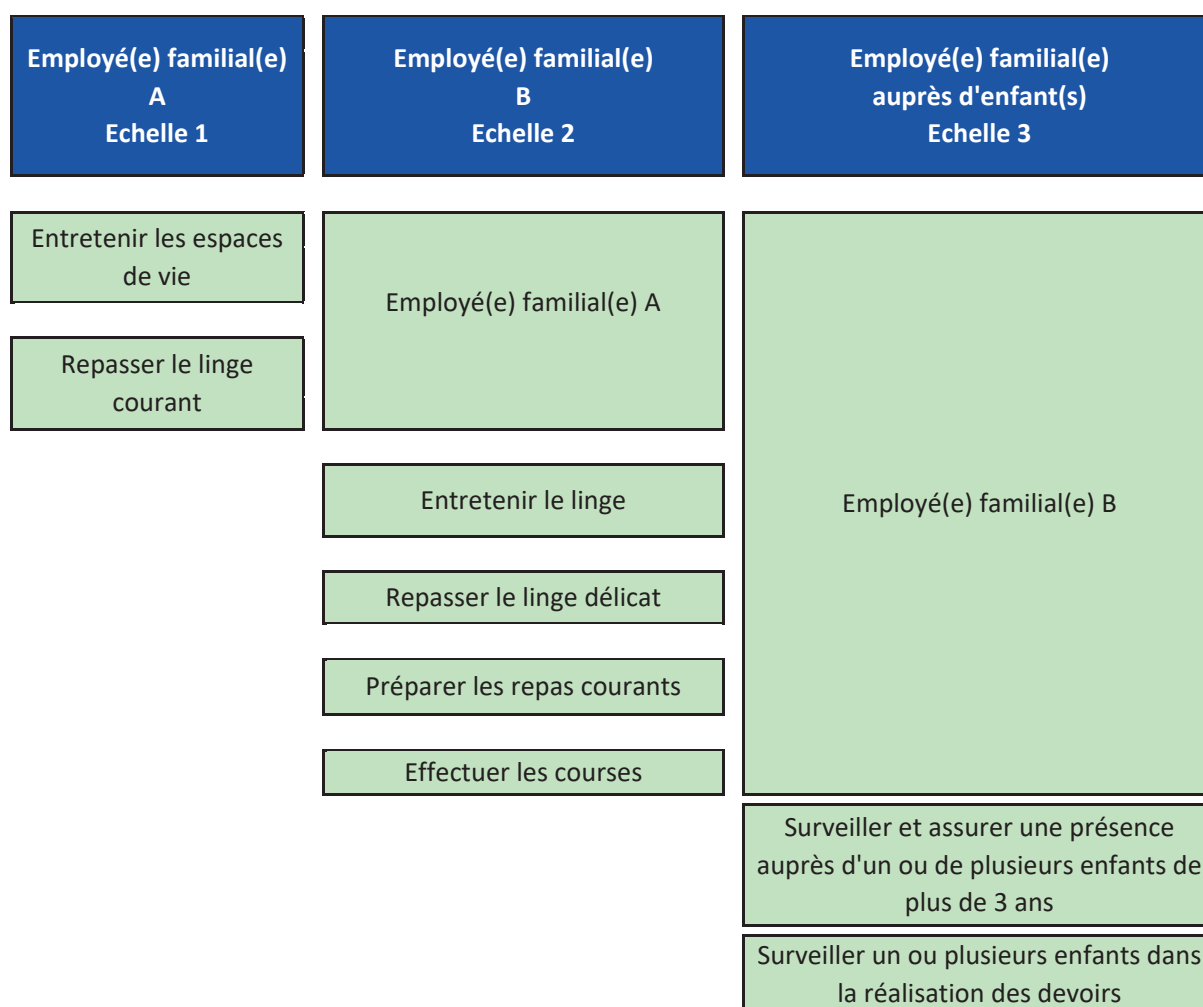 Employé(e) familial(e)
A
Echelle 1
Employé(e) familial(e)
B
Echelle 2
Employé(e) familial(e)
auprès d'enfant(s)
Echelle 3
Entretenir les espaces
de vie
Repasser le linge
courant
Employé(e) familial(e) A
Entretenir le linge
Repasser le linge délicat
Préparer les repas courants
Effectuer les courses
Employé(e) familial(e) B
Surveiller et assurer une présence
auprès d'un ou de plusieurs enfants de
plus de 3 ans
Surveiller un ou plusieurs enfants dans
la réalisation des devoirs